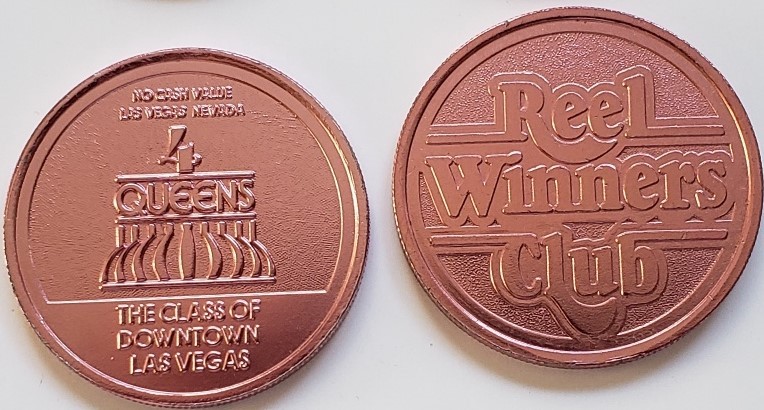 NO CASH VALUE
LAS VEGAS NEVADA
4
QUEENS
THE CLASS OF
DOWNTOWN
LAS VEGAS
Reel
Winners
Club